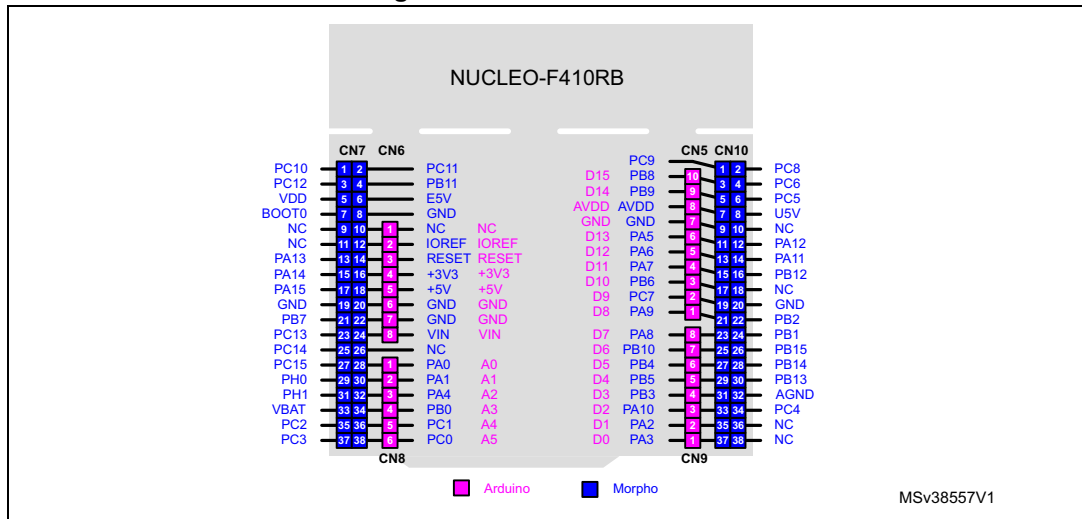 NUCLEO-F410RB
CN7 CN6 CN5 CN10
PC9
PC10 1 2 PC11 D15 PB8 10 1 2 PC8
PC12 3 4 PB11 D14 PB9 9 3 4 PC6
VDD 5 6 E5V AVDD AVDD 8 5 6 PC5
BOOT0 7 8 GND GND GND 7 7 8 U5V
NC 9 10 1 NC NC D13 PA5 6 9 10 NC
NC 11 12 2 IOREF IOREF D12 PA6 5 11 12 PA12
PA13 13 14 3 RESET RESET D11 PA7 4 13 14 PA11
PA14 15 16 4 +3V3 +3V3 D10 PB6 3 15 16 PB12
PA15 17 18 5 +5V +5V D9 PC7 2 17 18 NC
GND 19 20 6 GND GND D8 PA9 1 19 20 GND
PB7 21 22 7 GND GND 21 22 PB2
PC13 23 24 8 VIN VIN D7 PA8 8 23 24 PB1
PC14 25 26 NC D6 PB10 7 25 26 PB15
PC15 27 28 1 PA0 A0 D5 PB4 6 27 28 PB14
PH0 29 30 2 PA1 A1 D4 PB5 5 29 30 PB13
PH1 31 32 3 PA4 A2 D3 PB3 4 31 32 AGND
VBAT 33 34 4 PB0 A3 D2 PA10 3 33 34 PC4
PC2 35 36 5 PC1 A4 D1 PA2 2 35 36 NC
PC3 37 38 6 PC0 A5 D0 PA3 1 37 38 NC
CN8 CN9
Arduino Morpho
MSv38557V1